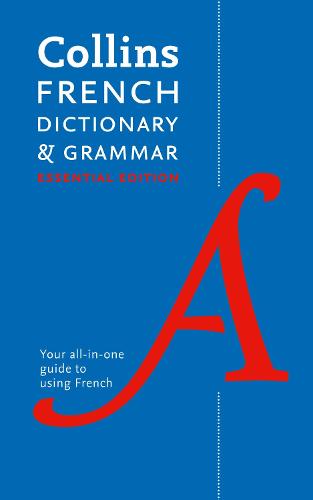 Collins
FRENCH
DICTIONARY
& GRAMMAR
ESSENTIAL EDITION
A
Your all-in-one
guide to
using French